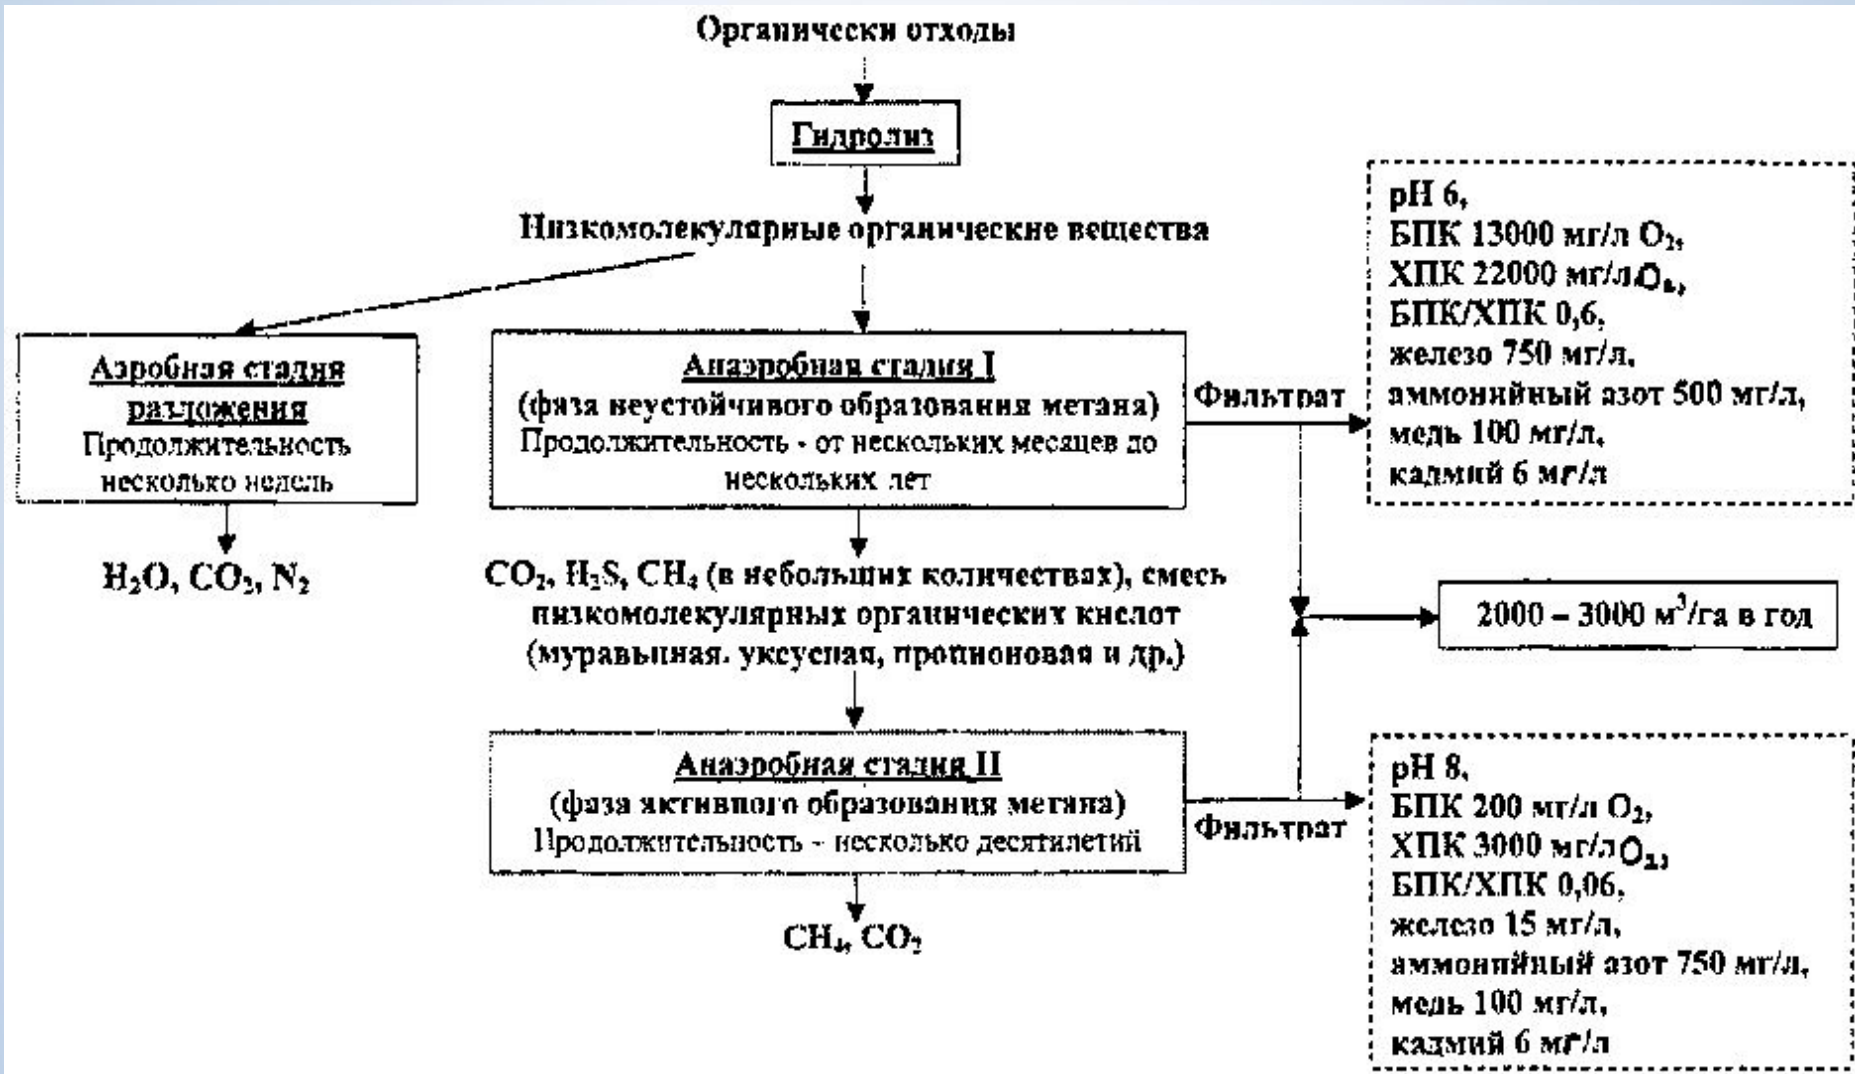 Органически отходы
Гидролиз
Низкомолекулярные органические вещества
Аэробная стадия
разложения
Продолжительность
несколько недель
H₂O, CO₂, N₂
Анаэробная стадия I
(фаза неустойчивого образования метана)
Продолжительность - от нескольких месяцев до
нескольких лет
Фильтрат
pH 6,
БПК 13000 мг/л O₂,
ХПК 22000 мг/лO₂,
БПК/ХПК 0,6,
железо 750 мг/л,
аммонийный азот 500 мг/л,
медь 100 мг/л,
кадмий 6 мг/л
CO₂, H₂S, CH₄ (в небольших количествах), смесь
низкомолекулярных органических кислот
(муравьиная. уксусная, пропионовая и др.)
2000 – 3000 м³/га в год
Анаэробная стадия II
(фаза активного образования метана)
Продолжительность - несколько десятилетий
Фильтрат
CH₄, CO₂
pH 8,
БПК 200 мг/л O₂,
ХПК 3000 мг/лO₂,
БПК/ХПК 0,06,
железо 15 мг/л,
аммонийный азот 750 мг/л,
медь 100 мг/л,
кадмий 6 мг/л